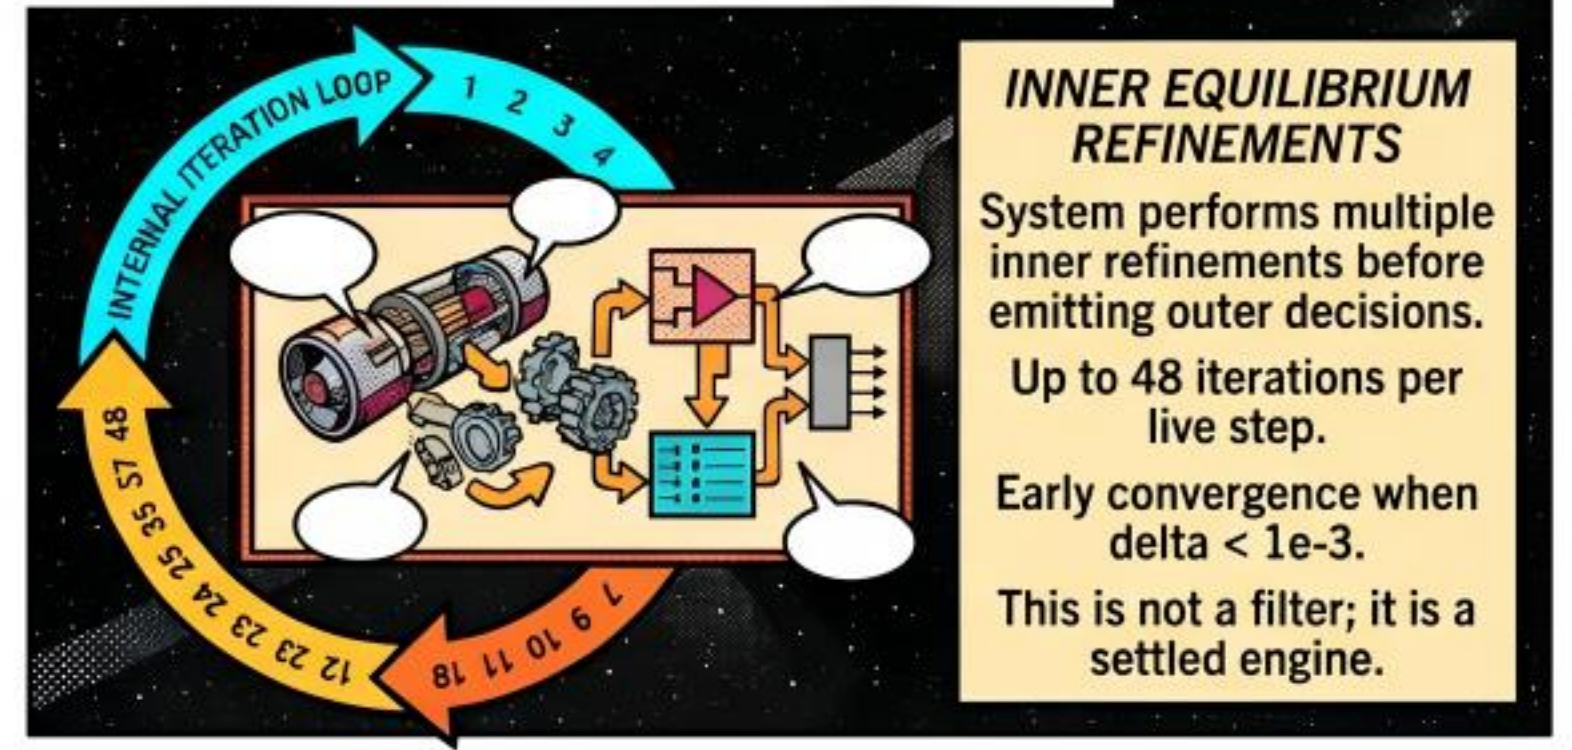 INTERNAL ITERATION LOOP
1 2 3 4
7 9 10 11 18
12 23 22 23 24 25 35 57 48
INNER EQUILIBRIUM
REFINEMENTS
System performs multiple
inner refinements before
emitting outer decisions.
Up to 48 iterations per
live step.
Early convergence when
delta < 1e-3.
This is not a filter; it is a
settled engine.